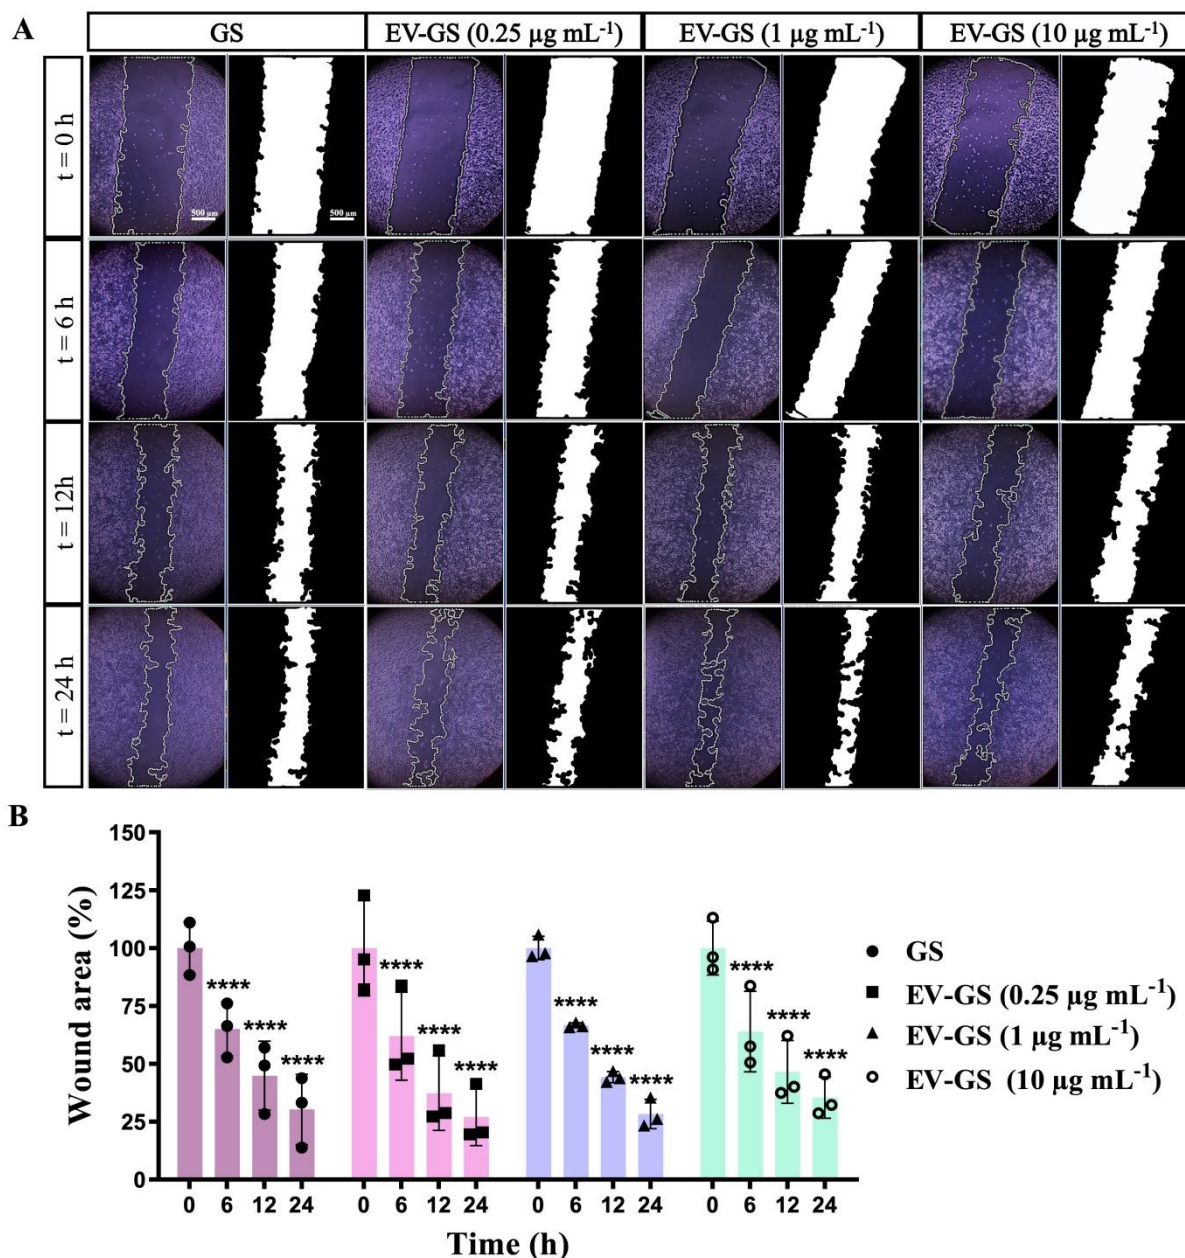 A
GS
EV-GS (0.25 µg mL⁻¹)
EV-GS (1 µg mL⁻¹)
EV-GS (10 µg mL⁻¹)
t = 0 h
500 µm
500 µm
t = 6 h
t = 12h
t = 24 h
B
Wound area (%)
150
125
100
75
50
25
0
**** **** ****
**** **** ****
**** **** ****
**** **** ****
0 6 12 24
0 6 12 24
0 6 12 24
0 6 12 24
Time (h)
GS
EV-GS (0.25 µg mL⁻¹)
EV-GS (1 µg mL⁻¹)
EV-GS (10 µg mL⁻¹)